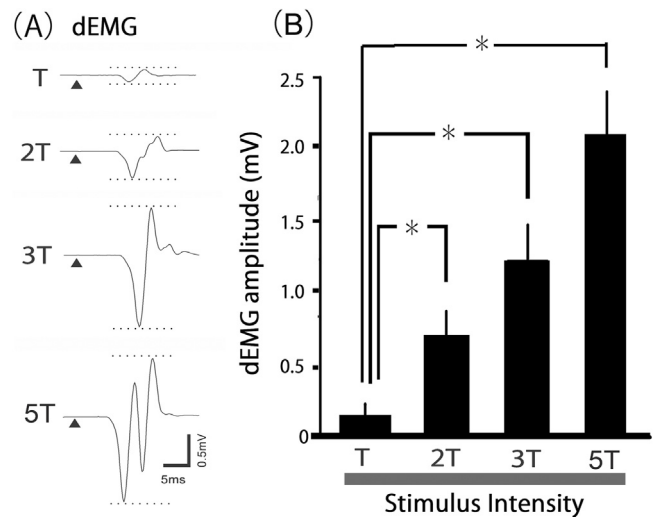 (A) dEMG
T
2T
3T
5T
0.5mV
5ms
(B)
dEMG amplitude (mV)
2.5
2.0
1.5
1.0
0.5
0
*
*
*
T 2T 3T 5T
Stimulus Intensity